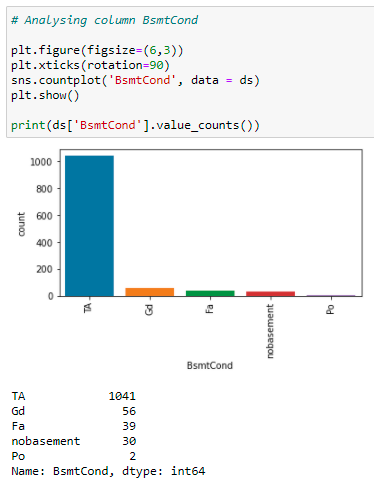 # Analysing column BsmtCond
plt.figure(figsize=(6,3))
plt.xticks(rotation=90)
sns.countplot('BsmtCond', data = ds)
plt.show()
print(ds['BsmtCond'].value_counts())
1000
800
600
400
200
0
count
TA
Gd
Fa
nobasement
Po
BsmtCond
TA 1041
Gd 56
Fa 39
nobasement 30
Po 2
Name: BsmtCond, dtype: int64